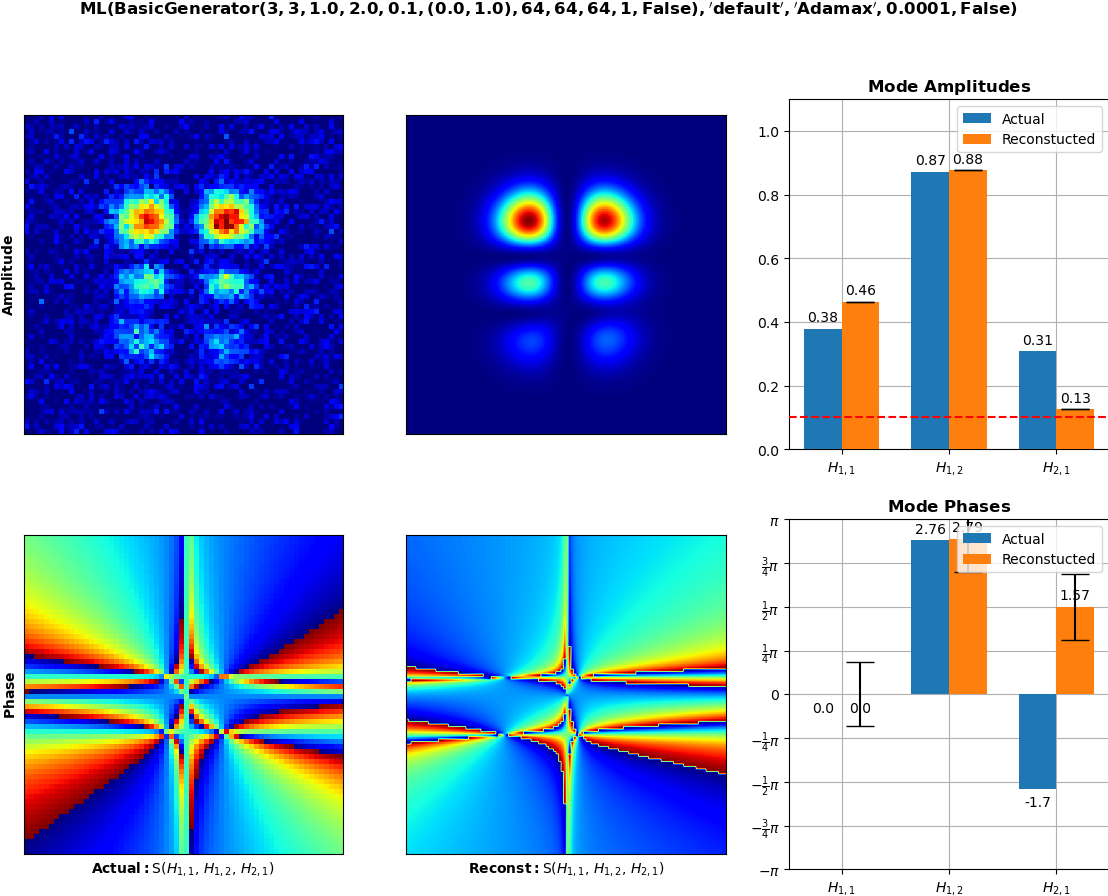 ML(BasicGenerator(3, 3, 1.0, 2.0, 0.1, (0.0, 1.0), 64, 64, 64, 1, False), ′default′, ′Adamax′, 0.0001, False)
Amplitude
Mode Amplitudes
Actual
Reconstucted
1.0
0.8
0.6
0.4
0.2
0.0
0.38
0.46
0.87
0.88
0.31
0.13
H1,1
H1,2
H2,1
Phase
Actual: S(H1,1, H1,2, H2,1)
Reconst: S(H1,1, H1,2, H2,1)
Mode Phases
Actual
Reconstucted
π
3/4π
1/2π
1/4π
0
−1/4π
−1/2π
−3/4π
−π
0.0
0.0
2.76
2.79
-1.7
1.57
H1,1
H1,2
H2,1